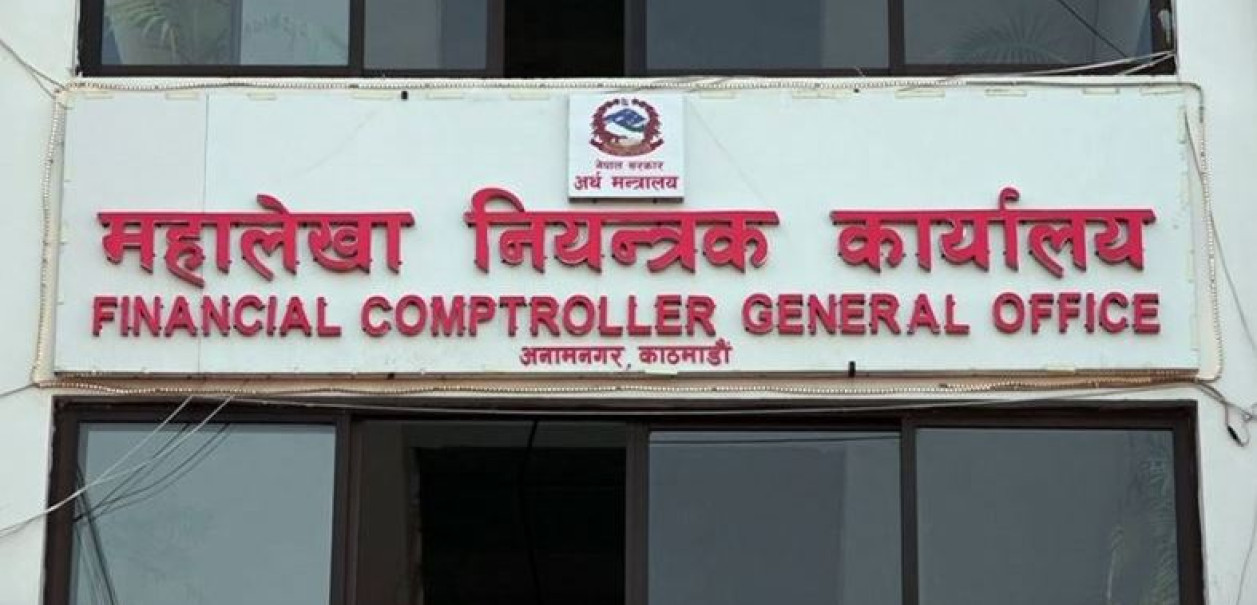 नेपाल सरकार
अर्थ मन्त्रालय
महालेखा नियन्त्रक कार्यालय
FINANCIAL COMPTROLLER GENERAL OFFICE
अनामनगर, काठमाडौं